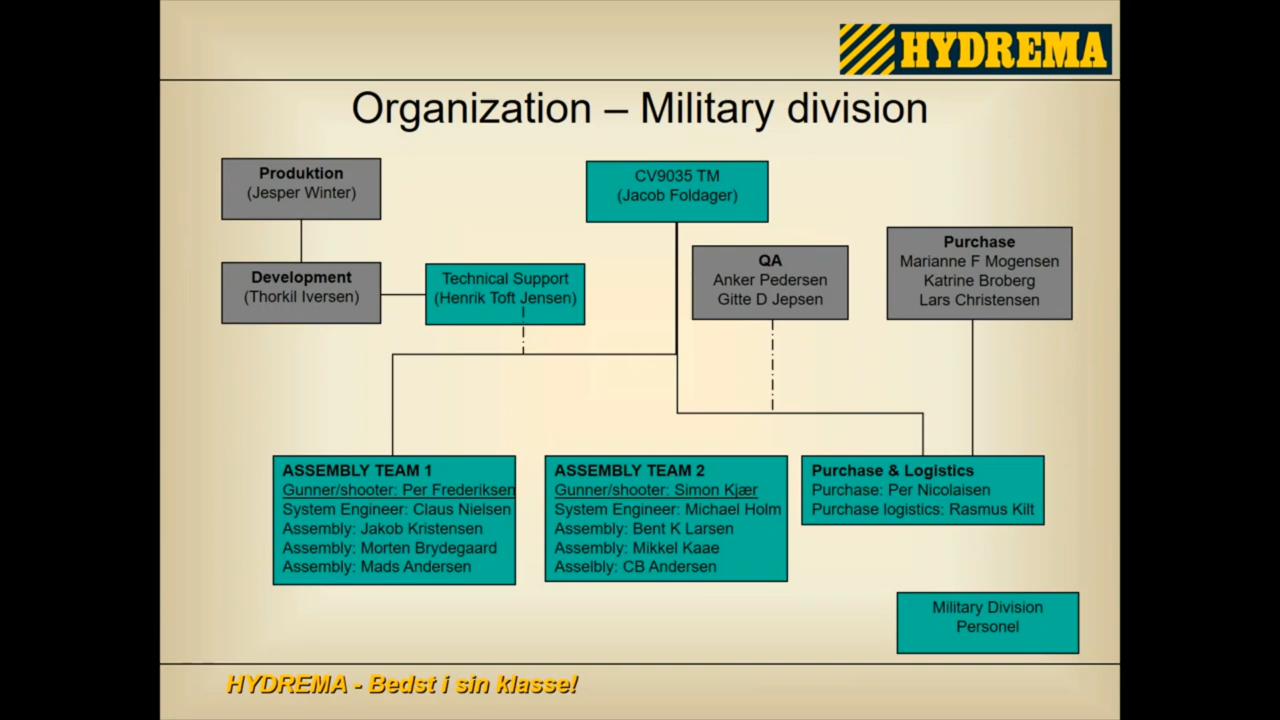 HYDREMA
Organization – Military division
Produktion
(Jesper Winter)
CV9035 TM
(Jacob Foldager)
Purchase
Marianne F Mogensen
Katrine Broberg
Lars Christensen
QA
Anker Pedersen
Gitte D Jepsen
Development
(Thorkil Iversen)
Technical Support
(Henrik Toft Jensen)
ASSEMBLY TEAM 1
Gunner/shooter: Per Frederiksen
System Engineer: Claus Nielsen
Assembly: Jakob Kristensen
Assembly: Morten Brydegaard
Assembly: Mads Andersen
ASSEMBLY TEAM 2
Gunner/shooter: Simon Kjær
System Engineer: Michael Holm
Assembly: Bent K Larsen
Assembly: Mikkel Kaae
Asselbly: CB Andersen
Purchase & Logistics
Purchase: Per Nicolaisen
Purchase logistics: Rasmus Kilt
Military Division
Personel
HYDREMA - Bedst i sin klasse!